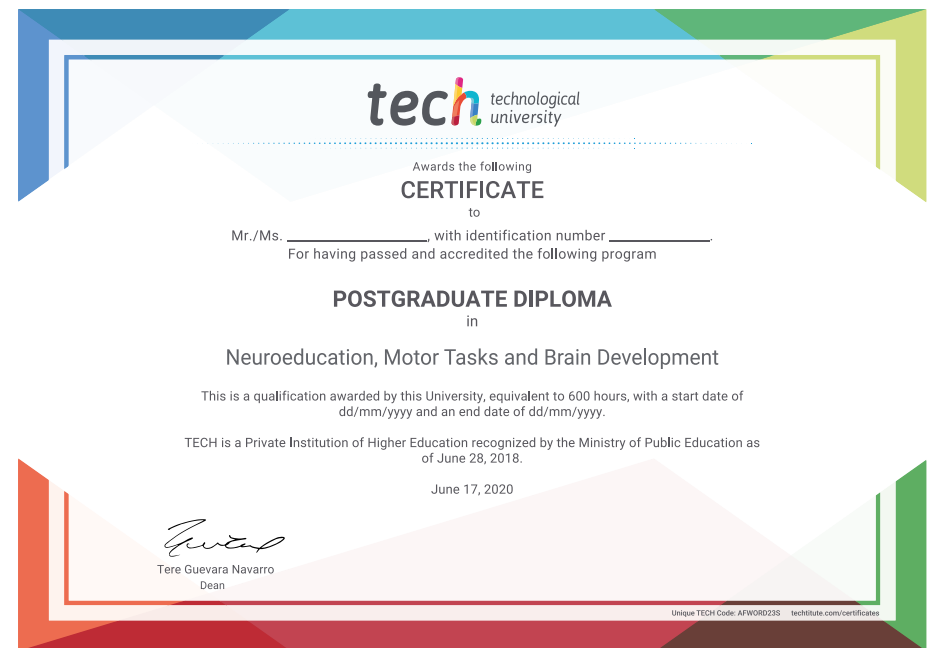 tech technological
university
Awards the following
CERTIFICATE
to
Mr./Ms. ____________________, with identification number ______________.
For having passed and accredited the following program
POSTGRADUATE DIPLOMA
in
Neuroeducation, Motor Tasks and Brain Development
This is a qualification awarded by this University, equivalent to 600 hours, with a start date of
dd/mm/yyyy and an end date of dd/mm/yyyy.
TECH is a Private Institution of Higher Education recognized by the Ministry of Public Education as
of June 28, 2018.
June 17, 2020
Tere Guevara Navarro
Dean
Unique TECH Code: AFWORD23S techtitute.com/certificates